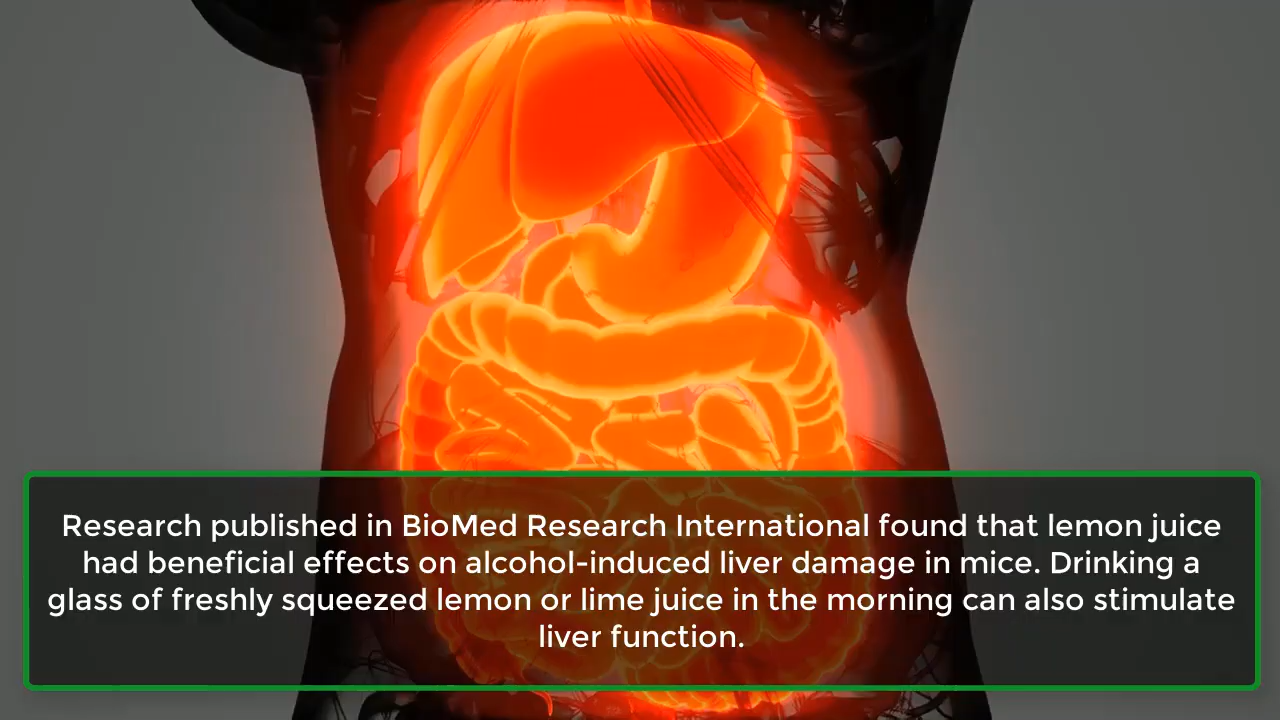 Research published in BioMed Research International found that lemon juice
had beneficial effects on alcohol-induced liver damage in mice. Drinking a
glass of freshly squeezed lemon or lime juice in the morning can also stimulate
liver function.